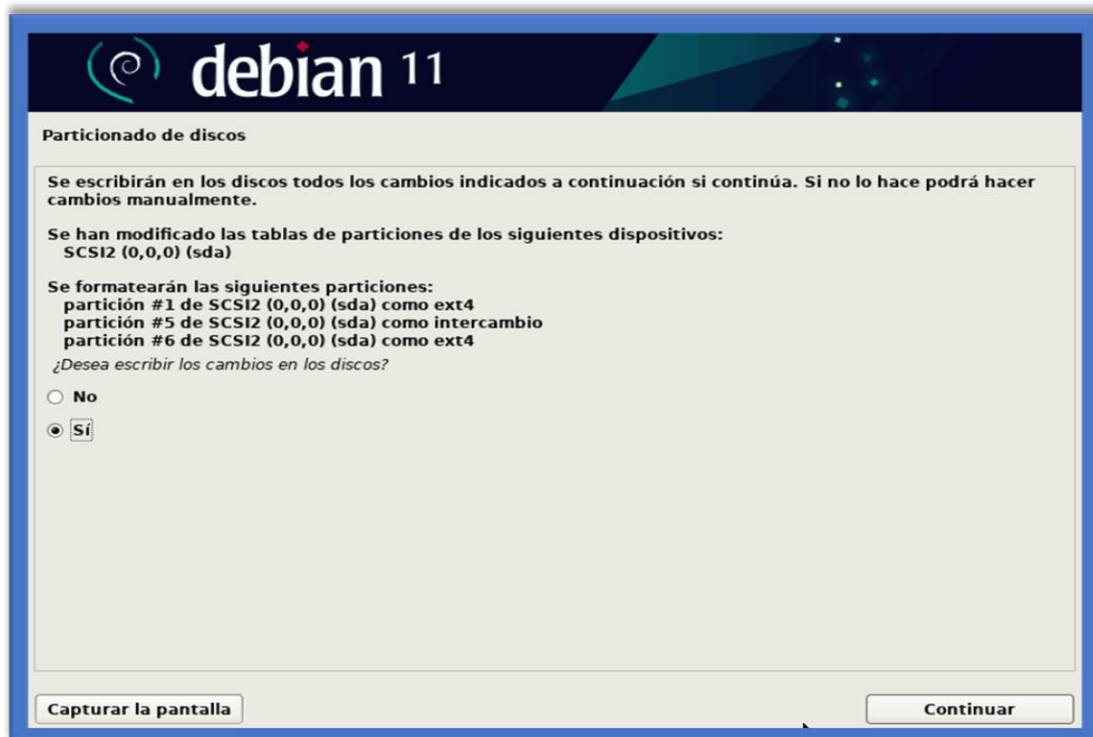 debian 11
Particionado de discos
Se escribirán en los discos todos los cambios indicados a continuación si continúa. Si no lo hace podrá hacer
cambios manualmente.
Se han modificado las tablas de particiones de los siguientes dispositivos:
SCSI2 (0,0,0) (sda)
Se formatearán las siguientes particiones:
partición #1 de SCSI2 (0,0,0) (sda) como ext4
partición #5 de SCSI2 (0,0,0) (sda) como intercambio
partición #6 de SCSI2 (0,0,0) (sda) como ext4
¿Desea escribir los cambios en los discos?
No
Sí
Capturar la pantalla
Continuar